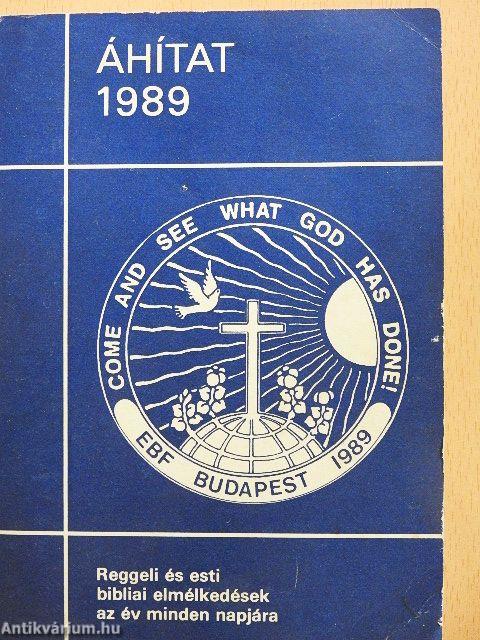 ÁHÍTAT
1989
COME AND SEE WHAT GOD HAS DONE!
EBF BUDAPEST 1989
Reggeli és esti
bibliai elmélkedések
az év minden napjára
Antikvárium.hu